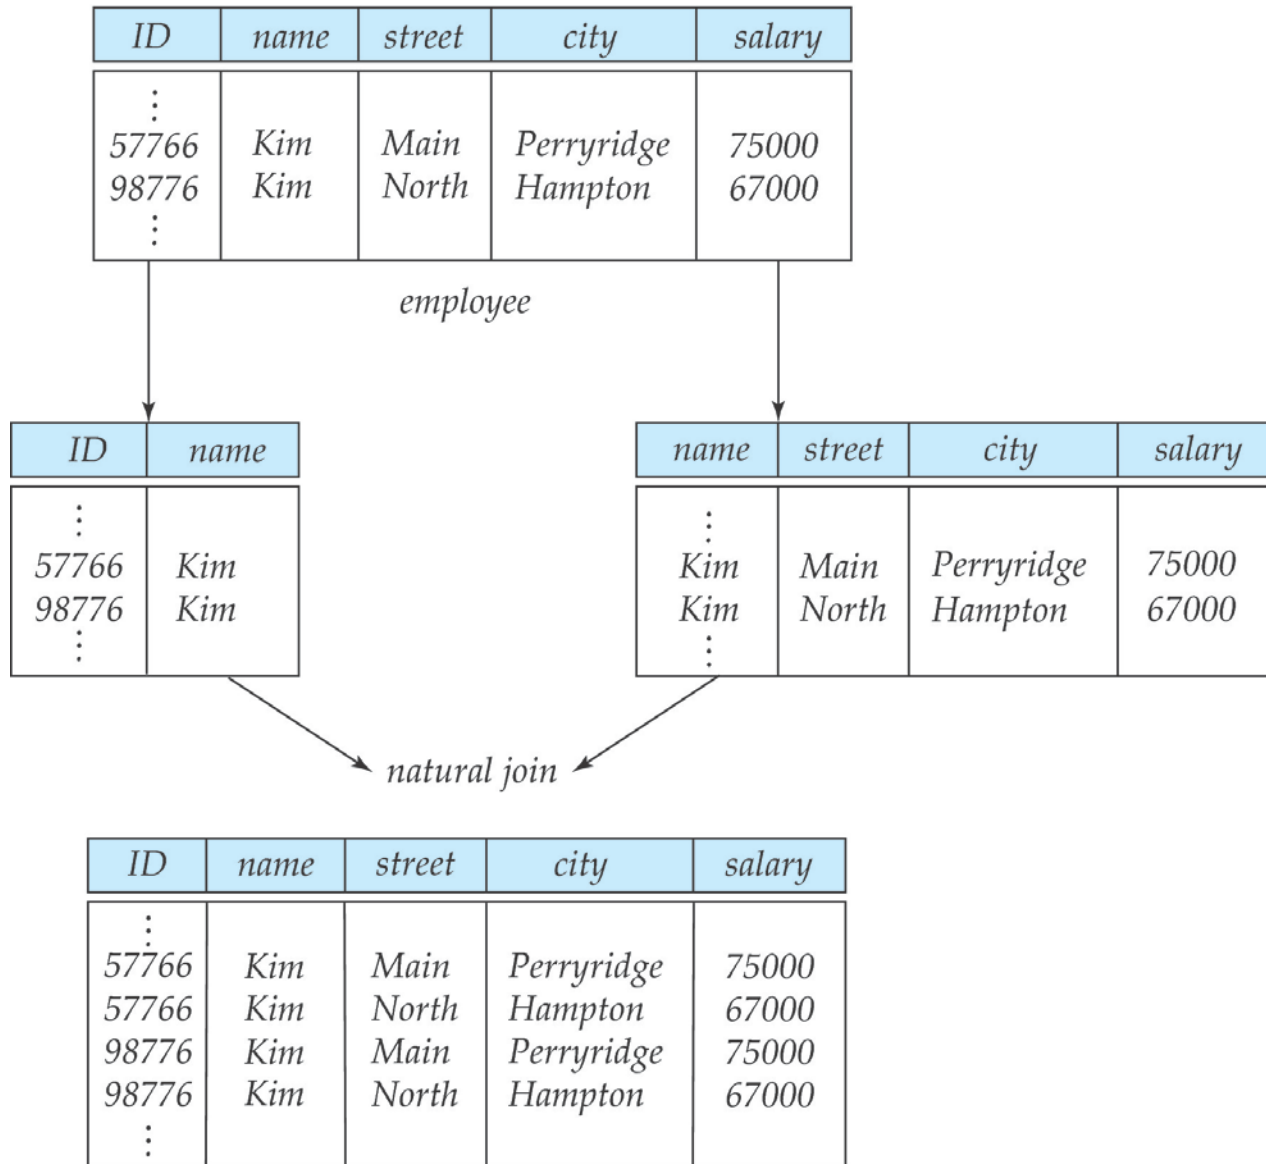 ID name street city salary
⋮
57766 Kim Main Perryridge 75000
98776 Kim North Hampton 67000
⋮
employee
ID name
⋮
57766 Kim
98776 Kim
⋮
name street city salary
⋮
Kim Main Perryridge 75000
Kim North Hampton 67000
⋮
natural join
ID name street city salary
⋮
57766 Kim Main Perryridge 75000
57766 Kim North Hampton 67000
98776 Kim Main Perryridge 75000
98776 Kim North Hampton 67000
⋮